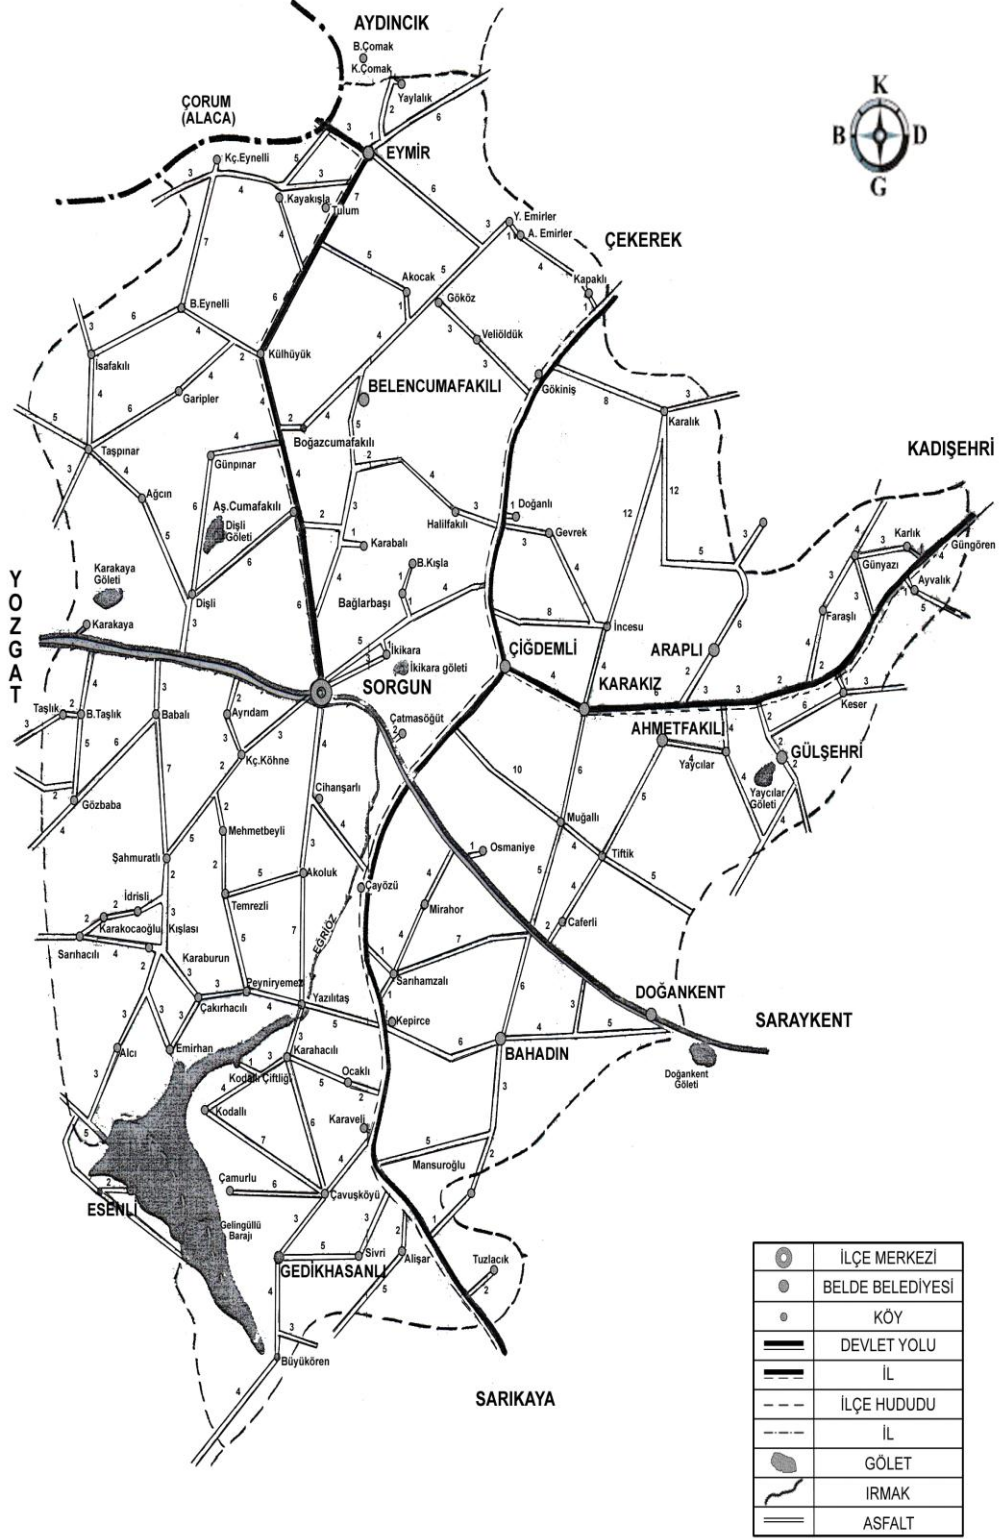 AYDINCIK
B.Çomak
K.Çomak
Yaylalık
ÇORUM
(ALACA)
K
B
D
G
EYMİR
Kç.Eynelli
Kayakışla
Tulum
Y. Emirler
A. Emirler
ÇEKEREK
Kapaklı
Akocak
Gököz
B.Eynelli
Veliöldük
Külhüyük
İsafakılı
Gökiniş
BELENCUMAFAKILI
Garipler
Karalık
Boğazcumafakılı
KADIŞEHRİ
Taşpınar
Günpınar
Ağcın
Aş.Cumafakılı
Doğanlı
Dişli
Göleti
Halilfakılı
Gevrek
Karlık
Güngören
Karabalı
Günyazı
Karakaya
Göleti
B.Kışla
Ayvalık
YOZGAT
Dişli
Bağlarbaşı
Faraşlı
Karakaya
İncesu
İkikara
ÇİĞDEMLİ
ARAPLI
İkikara göleti
SORGUN
KARAKIZ
Keser
Taşlık
B.Taşlık
Babalı
Ayrıdam
Çatmasöğüt
AHMETFAKILI
GÜLŞEHRİ
Kç.Köhne
Yaycılar
Cihanşarlı
Yaycılar
Göleti
Gözbaba
Muğallı
Mehmetbeyli
Osmaniye
Tiftik
Şahmuratlı
Akoluk
Çayözü
Temrezli
İdrisli
Mirahor
Karakocaoğlu
Kışlası
EĞRİÖZ
Caferli
Sarıhacılı
Karaburun
Peyniryemez
Sarıhamzalı
Yazılıtaş
DOĞANKENT
Çakırhacılı
Kepirce
SARAYKENT
Alcı
Emirhan
Karahacılı
BAHADIN
Kodallı Çiftliği
Ocaklı
Doğankent
Göleti
Kodallı
Karaveli
Mansuroğlu
Çamurlu
Çavuşköyü
ESENLİ
Gelingüllü
Barajı
Sivri
Alişar
Tuzlacık
GEDİKHASANLI
Büyükören
SARIKAYA
İLÇE MERKEZİ
BELDE BELEDİYESİ
KÖY
DEVLET YOLU
İL
İLÇE HUDUDU
İL
GÖLET
IRMAK
ASFALT